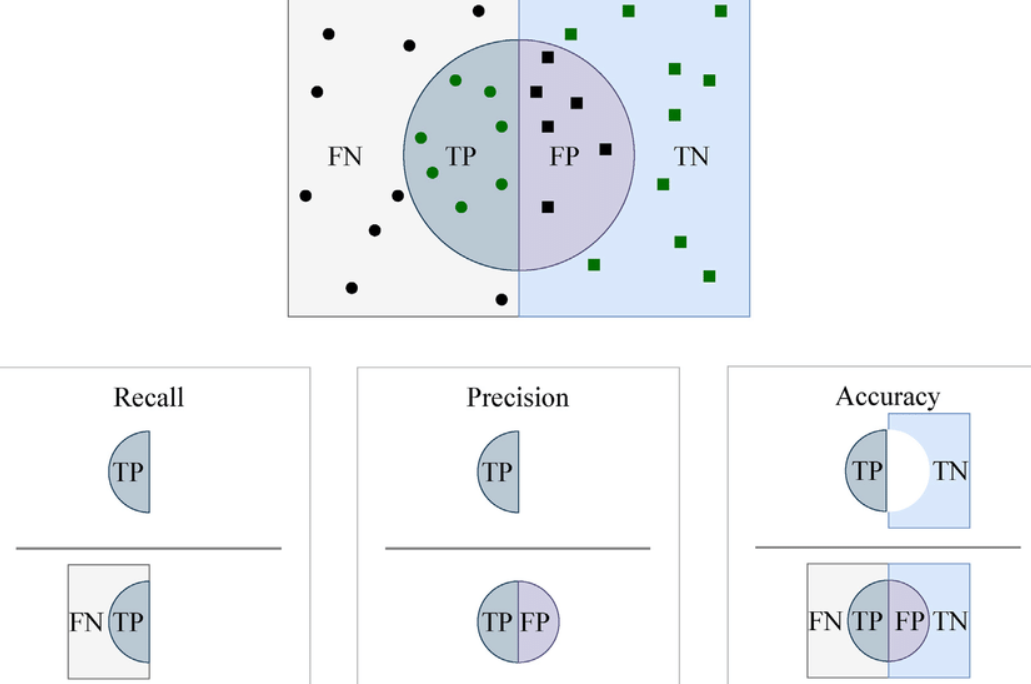 FN TP FP TN
Recall
TP
FN TP
Precision
TP
TP FP
Accuracy
TP TN
FN TP FP TN